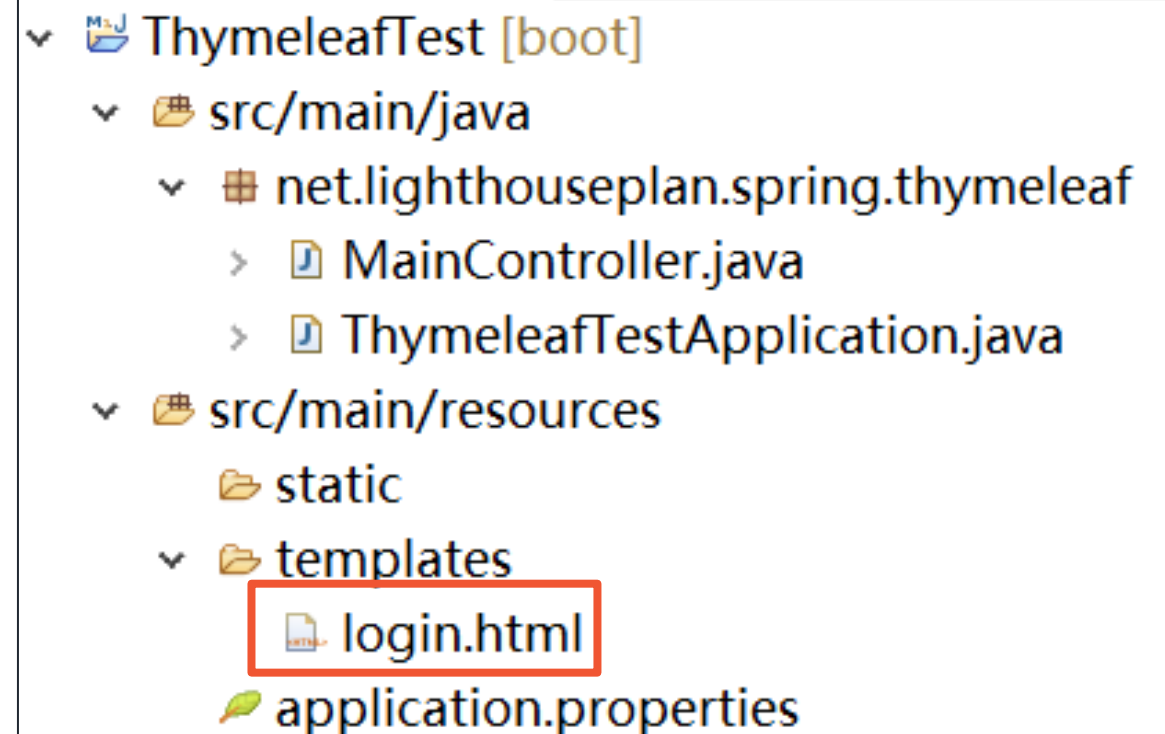 ThymeleafTest [boot]
src/main/java
net.lighthouseplan.spring.thymeleaf
MainController.java
ThymeleafTestApplication.java
src/main/resources
static
templates
login.html
application.properties